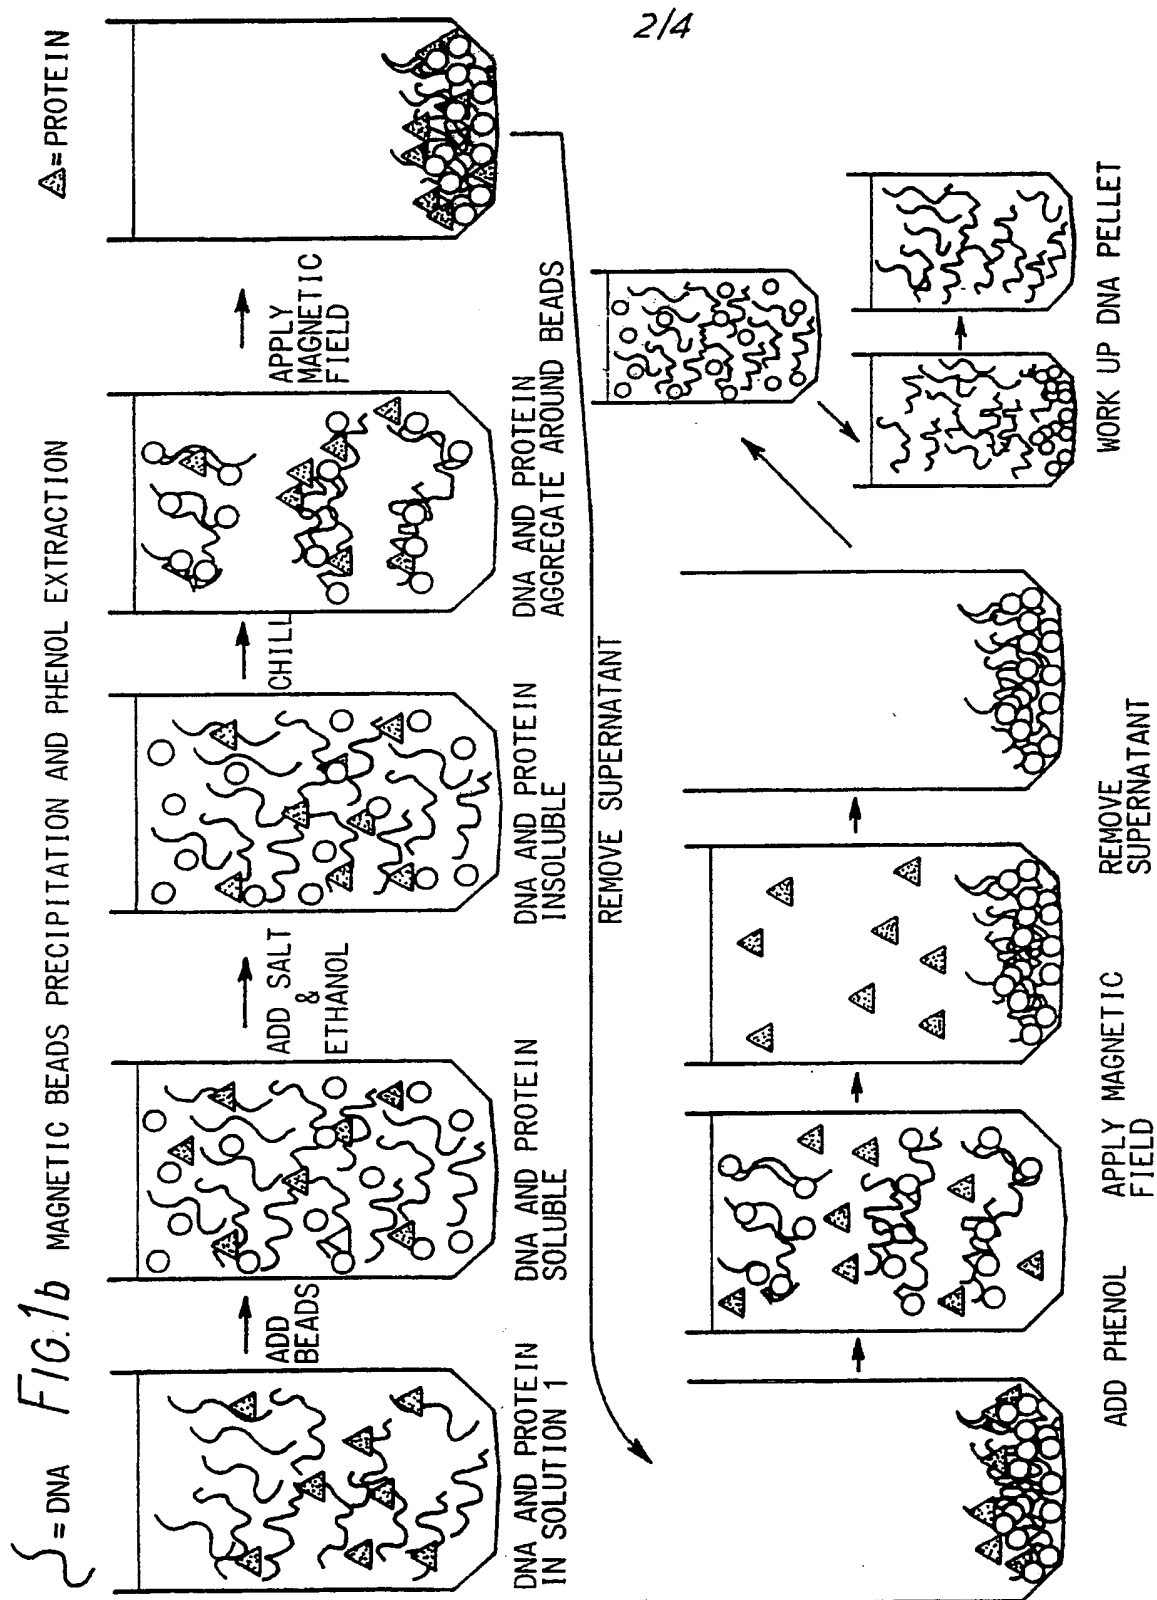 2/4
FIG. 1b MAGNETIC BEADS PRECIPITATION AND PHENOL EXTRACTION
= DNA
= PROTEIN
ADD
BEADS
ADD SALT
&
ETHANOL
CHILL
APPLY
MAGNETIC
FIELD
DNA AND PROTEIN
IN SOLUTION 1
DNA AND PROTEIN
SOLUBLE
DNA AND PROTEIN
INSOLUBLE
DNA AND PROTEIN
AGGREGATE AROUND BEADS
REMOVE SUPERNATANT
ADD PHENOL
APPLY MAGNETIC
FIELD
REMOVE
SUPERNATANT
WORK UP DNA PELLET